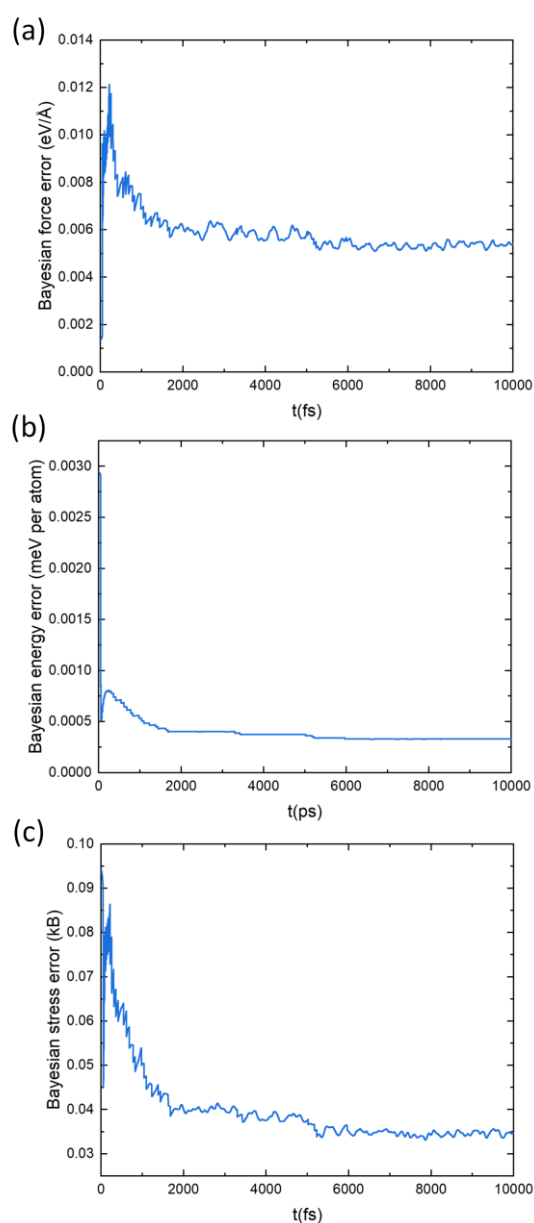 (a)
Bayesian force error (eV/Å)
0.014
0.012
0.010
0.008
0.006
0.004
0.002
0.000
0 2000 4000 6000 8000 10000
t(fs)
(b)
Bayesian energy error (meV per atom)
0.0030
0.0025
0.0020
0.0015
0.0010
0.0005
0.0000
0 2000 4000 6000 8000 10000
t(ps)
(c)
Bayesian stress error (kB)
0.10
0.09
0.08
0.07
0.06
0.05
0.04
0.03
0 2000 4000 6000 8000 10000
t(fs)